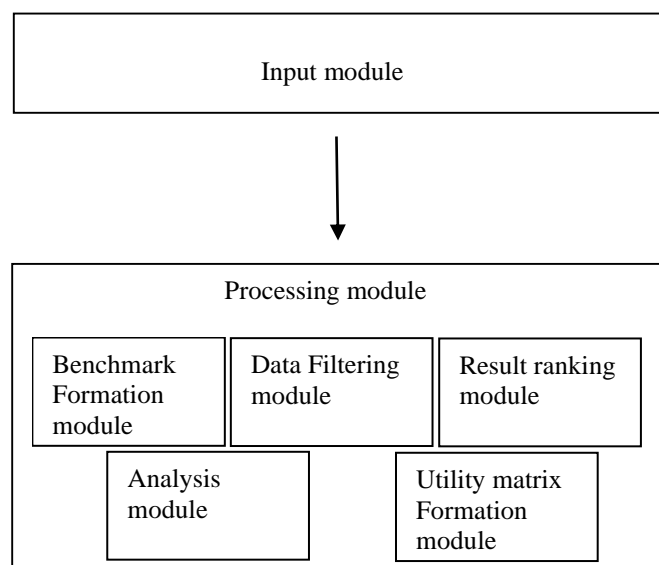 Input module
Processing module
Benchmark
Formation
module
Data Filtering
module
Result ranking
module
Analysis
module
Utility matrix
Formation
module